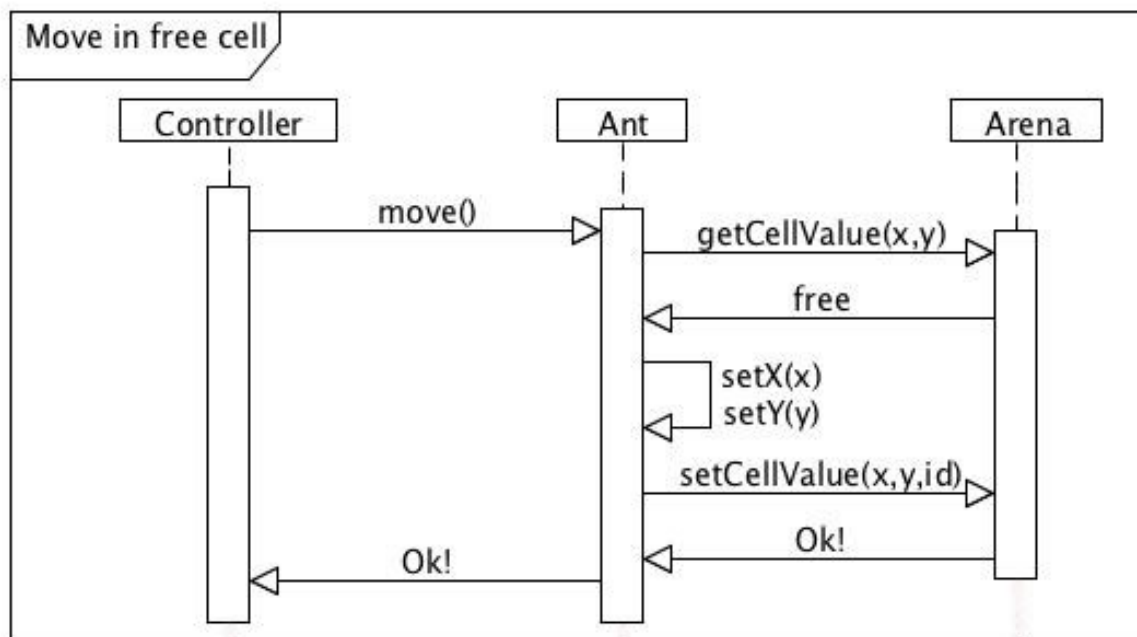 Move in free cell
Controller
Ant
Arena
move()
getCellValue(x,y)
free
setX(x)
setY(y)
setCellValue(x,y,id)
Ok!
Ok!